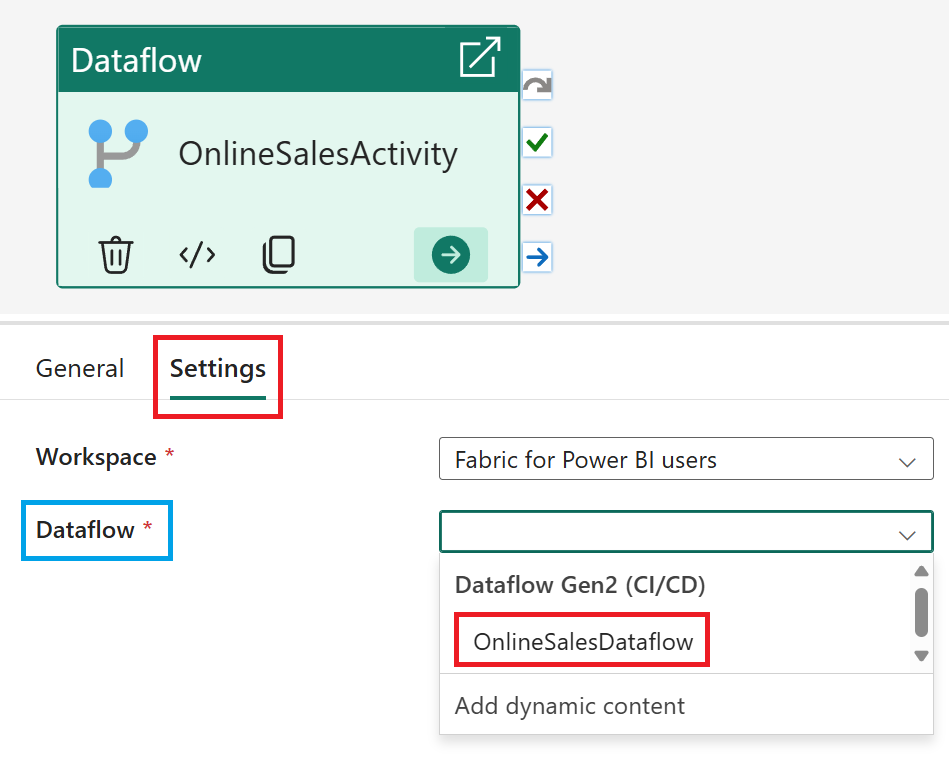 Dataflow
OnlineSalesActivity
</>
General Settings
Workspace * Fabric for Power BI users
Dataflow *
Dataflow Gen2 (CI/CD)
OnlineSalesDataflow
Add dynamic content